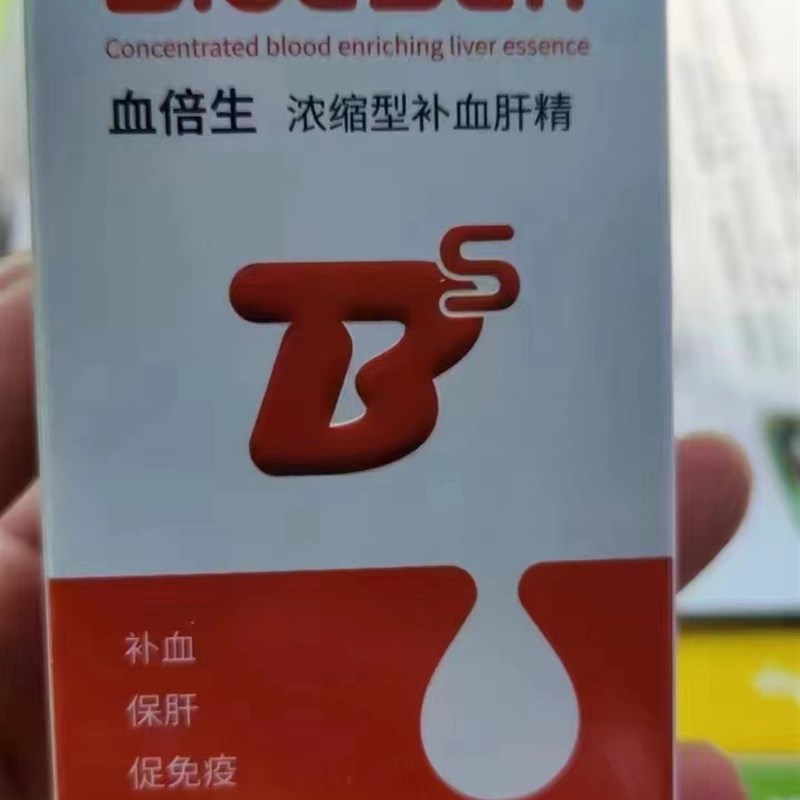 Concentrated blood enriching liver essence
血倍生 浓缩型补血肝精
BS
补血
保肝
促免疫